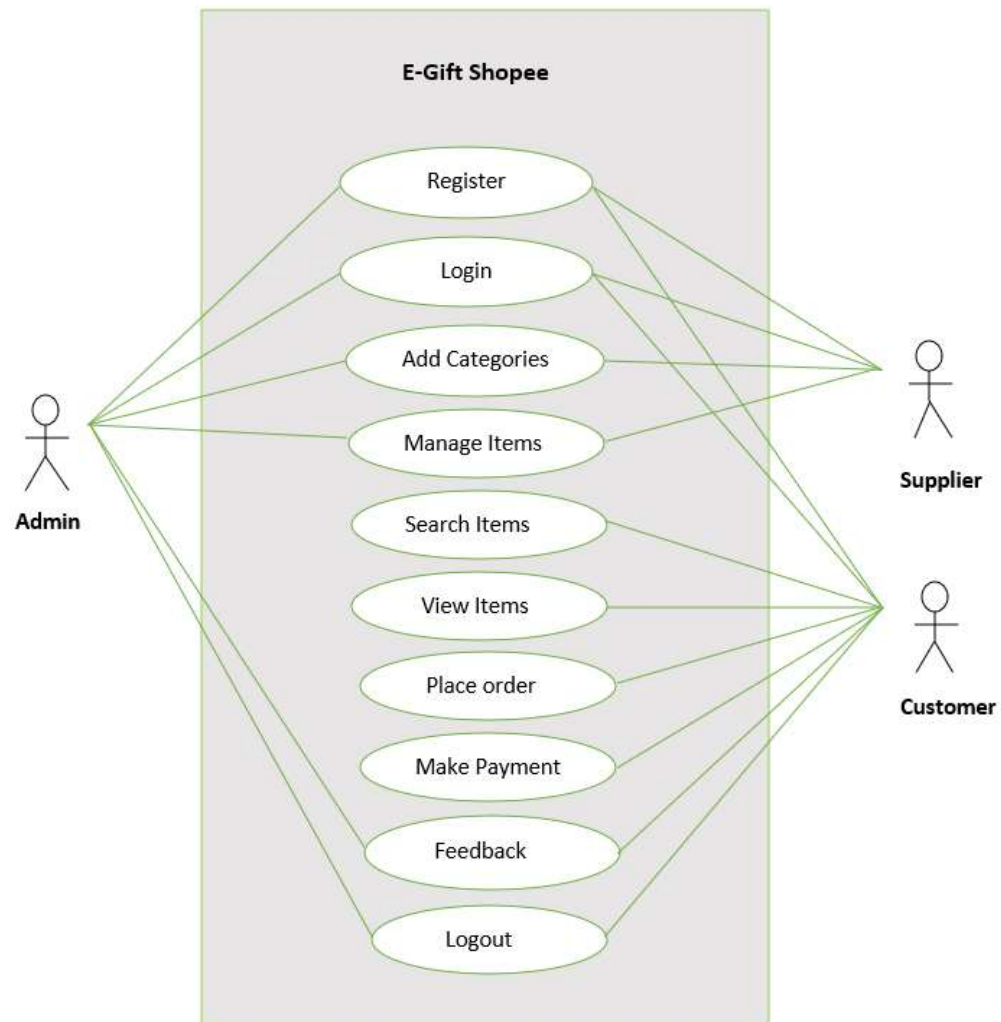 E-Gift Shopee
Register
Login
Add Categories
Manage Items
Search Items
View Items
Place order
Make Payment
Feedback
Logout
Admin
Supplier
Customer